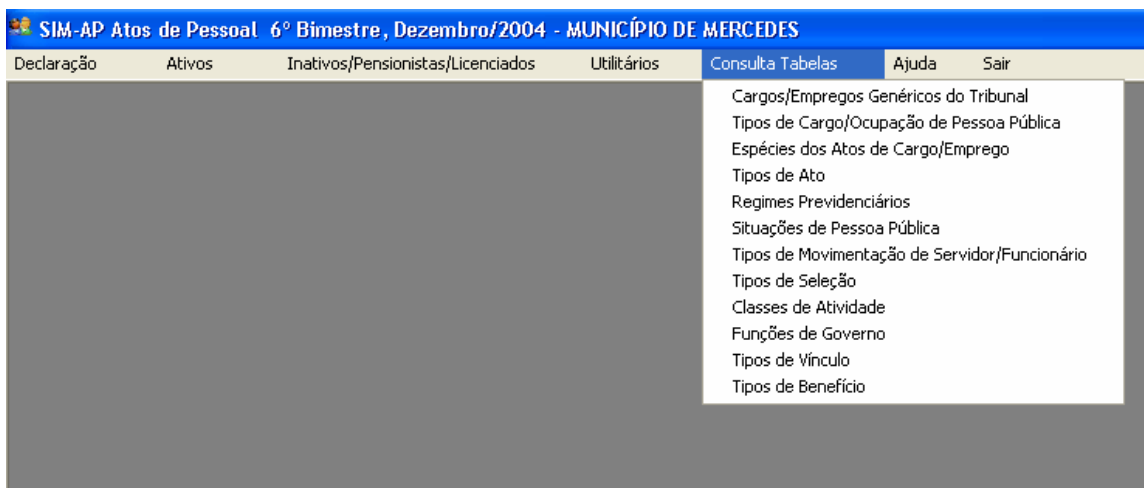 SIM-AP Atos de Pessoal 6º Bimestre, Dezembro/2004 - MUNICÍPIO DE MERCEDES
Declaração Ativos Inativos/Pensionistas/Licenciados Utilitários Consulta Tabelas Ajuda Sair
Cargos/Empregos Genéricos do Tribunal
Tipos de Cargo/Ocupação de Pessoa Pública
Espécies dos Atos de Cargo/Emprego
Tipos de Ato
Regimes Previdenciários
Situações de Pessoa Pública
Tipos de Movimentação de Servidor/Funcionário
Tipos de Seleção
Classes de Atividade
Funções de Governo
Tipos de Vínculo
Tipos de Benefício